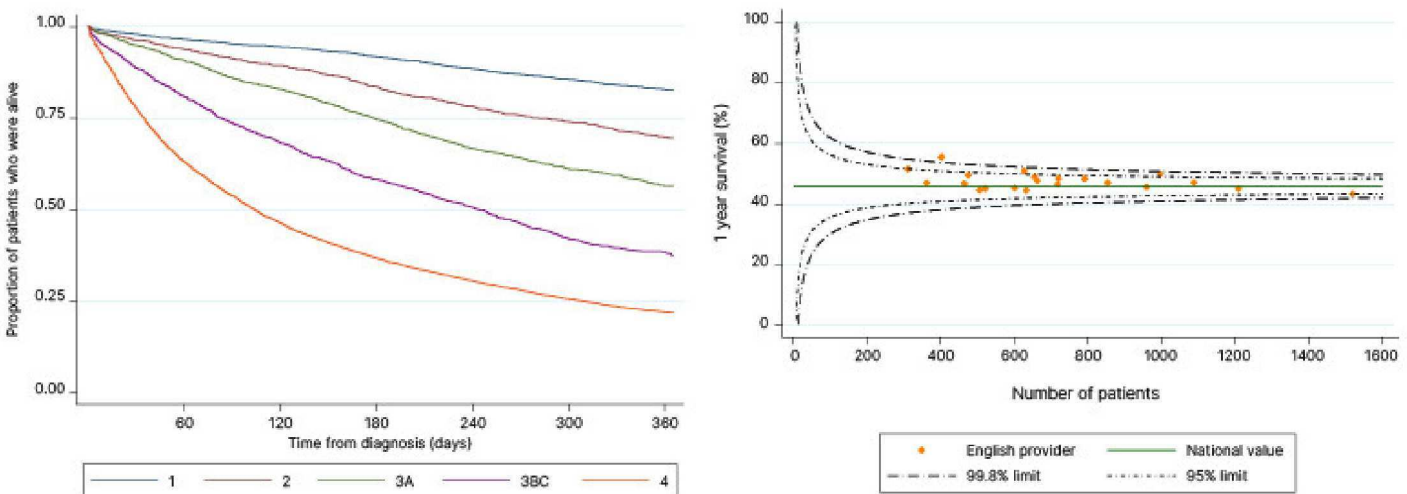 1.00
0.75
0.50
0.25
0.00
Proportion of patients who were alive
60 120 180 240 300 360
Time from diagnosis (days)
1 2 3A 3BC 4
100
80
60
40
20
0
1 year survival (%)
0 200 400 600 800 1000 1200 1400 1600
Number of patients
English provider National value
99.8% limit 95% limit